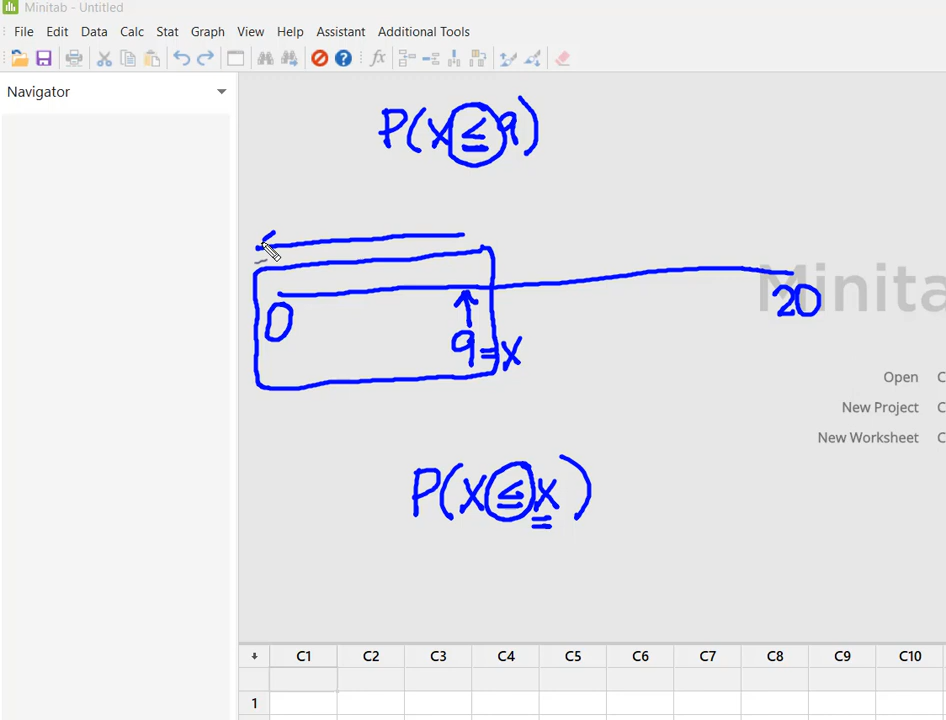 Minitab - Untitled
File Edit Data Calc Stat Graph View Help Assistant Additional Tools
Navigator
P(X≤9)
0
20
9=x
Minita
Open C
New Project C
New Worksheet C
P(X≤x)
C1 C2 C3 C4 C5 C6 C7 C8 C9 C10
1